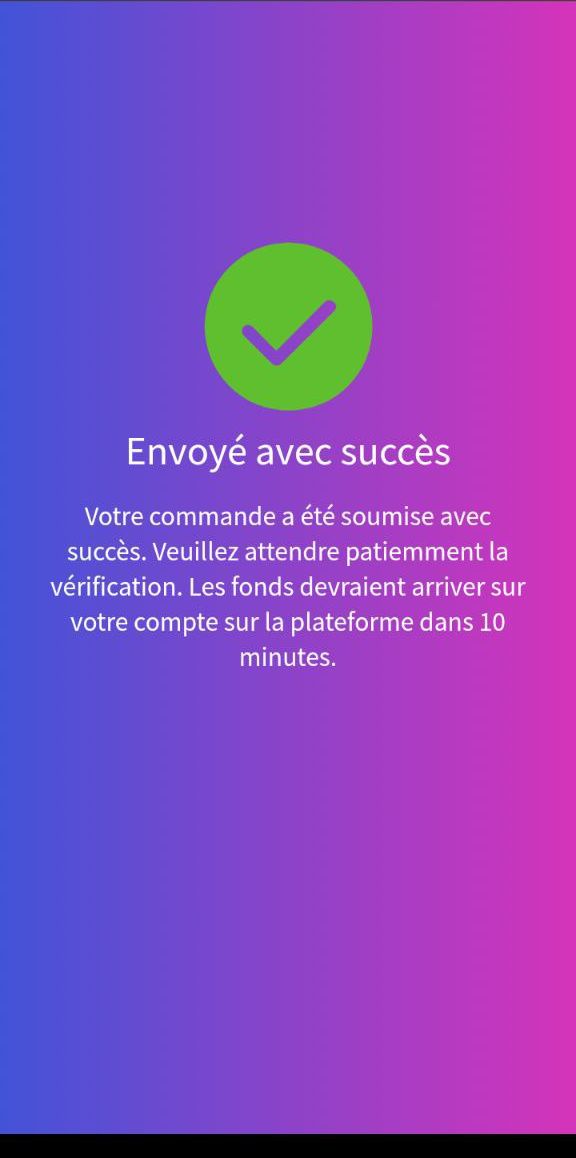 Envoyé avec succès
Votre commande a été soumise avec
succès. Veuillez attendre patiemment la
vérification. Les fonds devraient arriver sur
votre compte sur la plateforme dans 10
minutes.